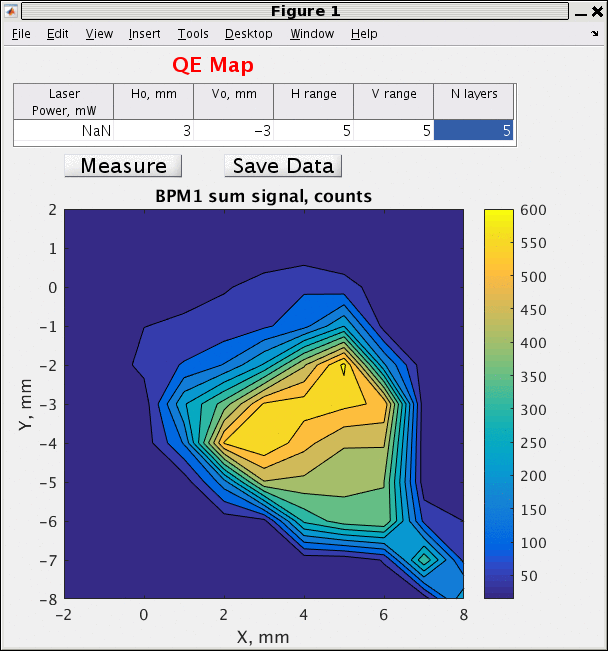 Figure 1
File Edit View Insert Tools Desktop Window Help
QE Map
Laser Power, mW Ho, mm Vo, mm H range V range N layers
NaN 3 −3 5 5 5
Measure Save Data
BPM1 sum signal, counts
2
1
0
-1
-2
-3
-4
-5
-6
-7
-8
Y, mm
-2 0 2 4 6 8
X, mm
600
550
500
450
400
350
300
250
200
150
100
50